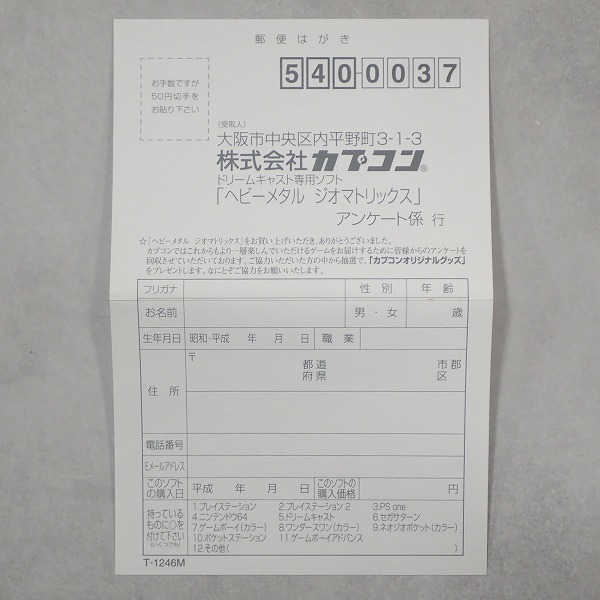 郵便はがき
お手数ですが
50円切手を
お貼り下さい
540-0037
(受取人)
大阪市中央区内平野町3-1-3
株式会社カプコン®
ドリームキャスト専用ソフト
「ヘビーメタル ジオマトリックス」
アンケート係 行
☆「ヘビーメタル ジオマトリックス」をお買い上げいただき、ありがとうございました。
カプコンではこれからもより一層楽しんでいただけるゲームをお届けするために皆様からのアンケートを
回収させていただいております。ご協力いただいた方の中から抽選で、「カプコンオリジナルグッズ」
をプレゼントします。なにとぞご協力をお願いいたします。
フリガナ 性別 年齢
お名前 男・女 歳
生年月日 昭和・平成 年 月 日 職業
住所 〒 都道 市郡
府県 区
電話番号
Eメールアドレス
このソフト
の購入日 平成 年 月 日 このソフトの
購入価格 円
持っている
ものに○を
付けて下さい
(いくつでも)
1.プレイステーション 2.プレイステーション2 3.PS one
4.ニンテンドウ64 5.ドリームキャスト 6.セガサターン
7.ゲームボーイ(カラー) 8.ワンダースワン(カラー) 9.ネオジオポケット(カラー)
10.ポケットステーション 11.ゲームボーイアドバンス
12.その他( )
T-1246M